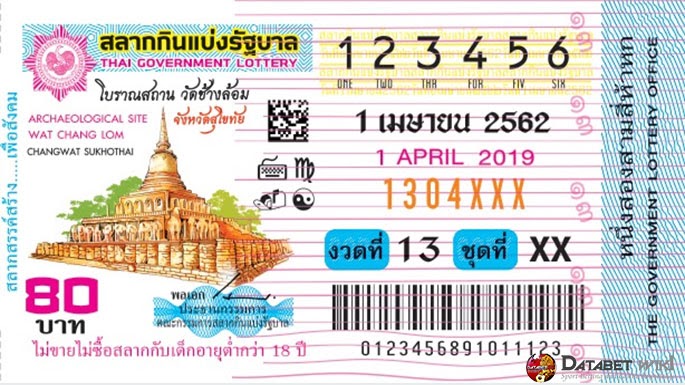 สลากกินแบ่งรัฐบาล
THAI GOVERNMENT LOTTERY
1 2 3 4 5 6
ONE TWO THR FOR FIV SIX
โบราณสถาน วัดช้างล้อม
จังหวัดสุโขทัย
ARCHAEOLOGICAL SITE
WAT CHANG LOM
CHANGWAT SUKHOTHAI
1 เมษายน 2562
1 APRIL 2019
1304XXX
งวดที่ 13 ชุดที่ XX
80
บาท
พลเอก
ประธานกรรมการ
คณะกรรมการสลากกินแบ่งรัฐบาล
ไม่ขายไม่ซื้อสลากกับเด็กอายุต่ำกว่า 18 ปี
0123456891011123
สลากสร้างสรรค์.....เพื่อสังคม
หนึ่งสองสามสี่ห้าหก
THE GOVERNMENT LOTTERY OFFICE
DATABET wiki